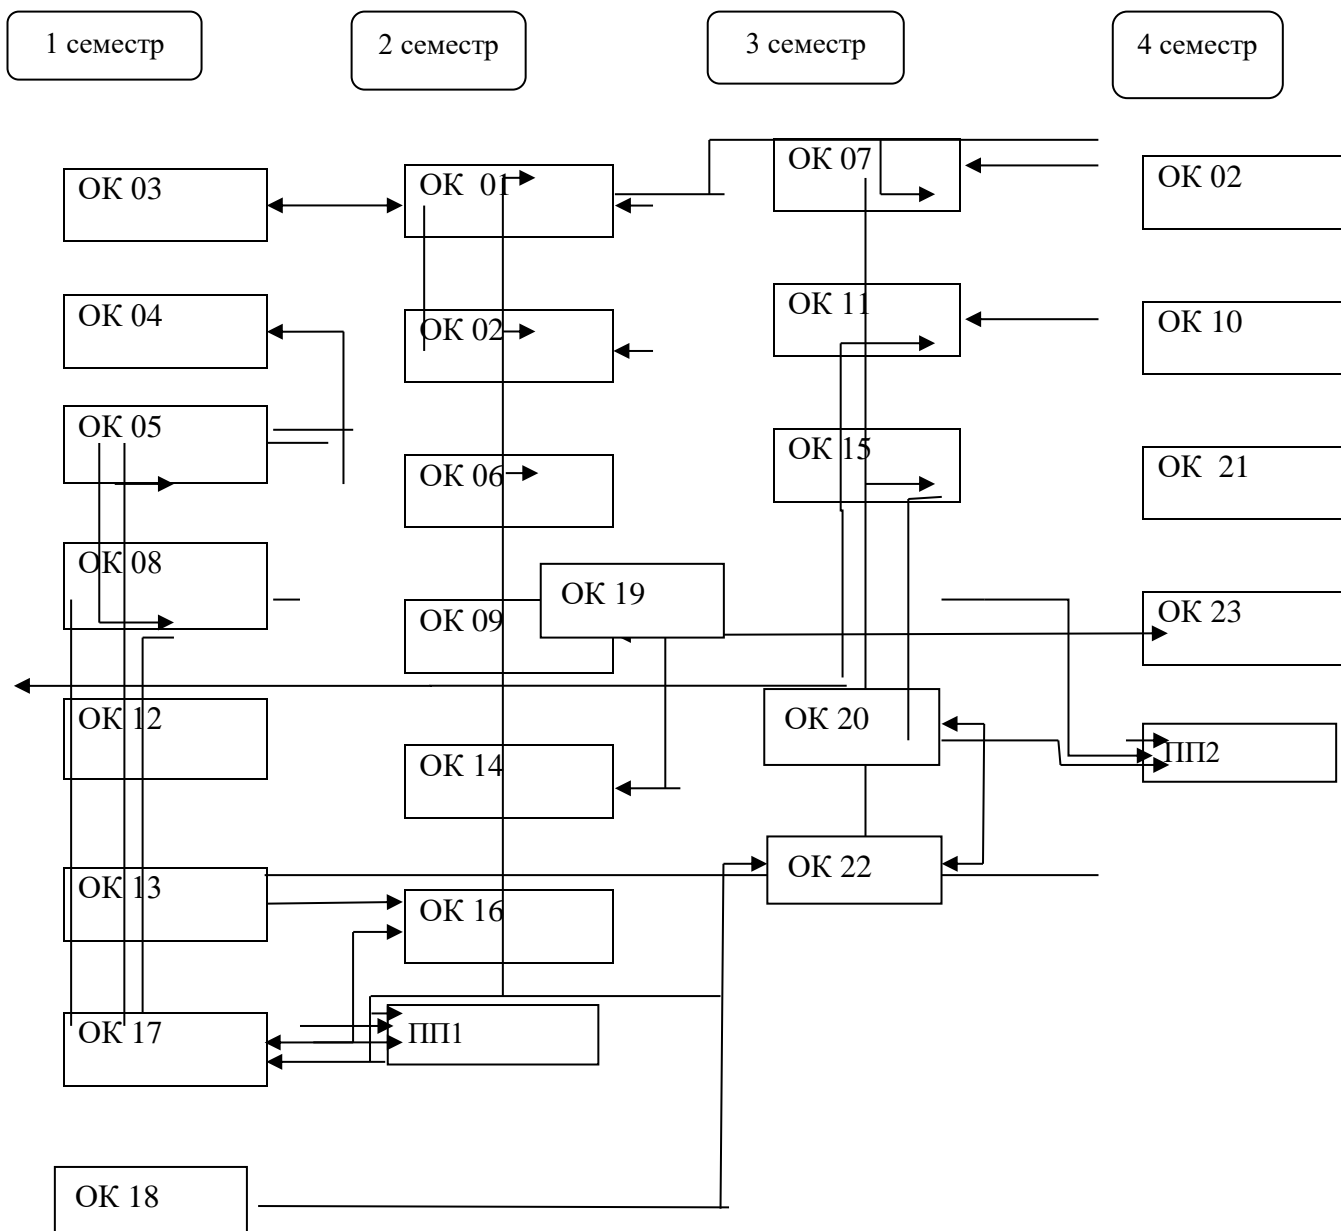 1 семестр
2 семестр
3 семестр
4 семестр
ОК 03
ОК 04
ОК 05
ОК 08
ОК 12
ОК 13
ОК 17
ОК 18
ОК 01
ОК 02
ОК 06
ОК 09
ОК 19
ОК 14
ОК 16
ПП1
ОК 07
ОК 11
ОК 15
ОК 20
ОК 22
ОК 02
ОК 10
ОК 21
ОК 23
ПП2